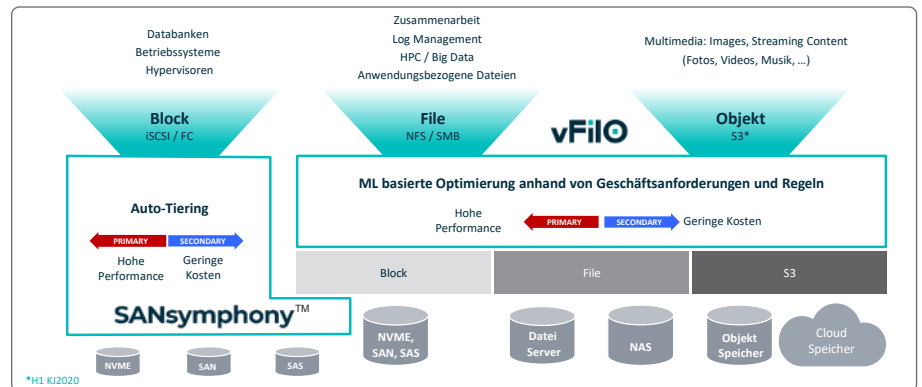 Databanken
Betriebssysteme
Hypervisoren
Block
iSCSI / FC
Zusammenarbeit
Log Management
HPC / Big Data
Anwendungsbezogene Dateien
File
NFS / SMB
vFilO
Multimedia: Images, Streaming Content
(Fotos, Videos, Musik, ...)
Objekt
S3*
Auto-Tiering
PRIMARY
SECONDARY
Hohe
Performance
Geringe
Kosten
SANsymphony™
NVME
SAN
SAS
ML basierte Optimierung anhand von Geschäftsanforderungen und Regeln
Hohe
Performance
PRIMARY
SECONDARY
Geringe Kosten
Block
File
S3
NVME,
SAN, SAS
Datei
Server
NAS
Objekt
Speicher
Cloud
Speicher
*H1 KJ2020